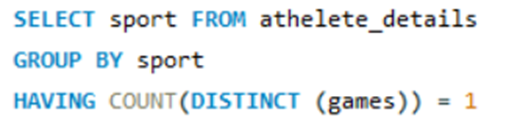 SELECT sport FROM athelete_details
GROUP BY sport
HAVING COUNT(DISTINCT (games)) = 1